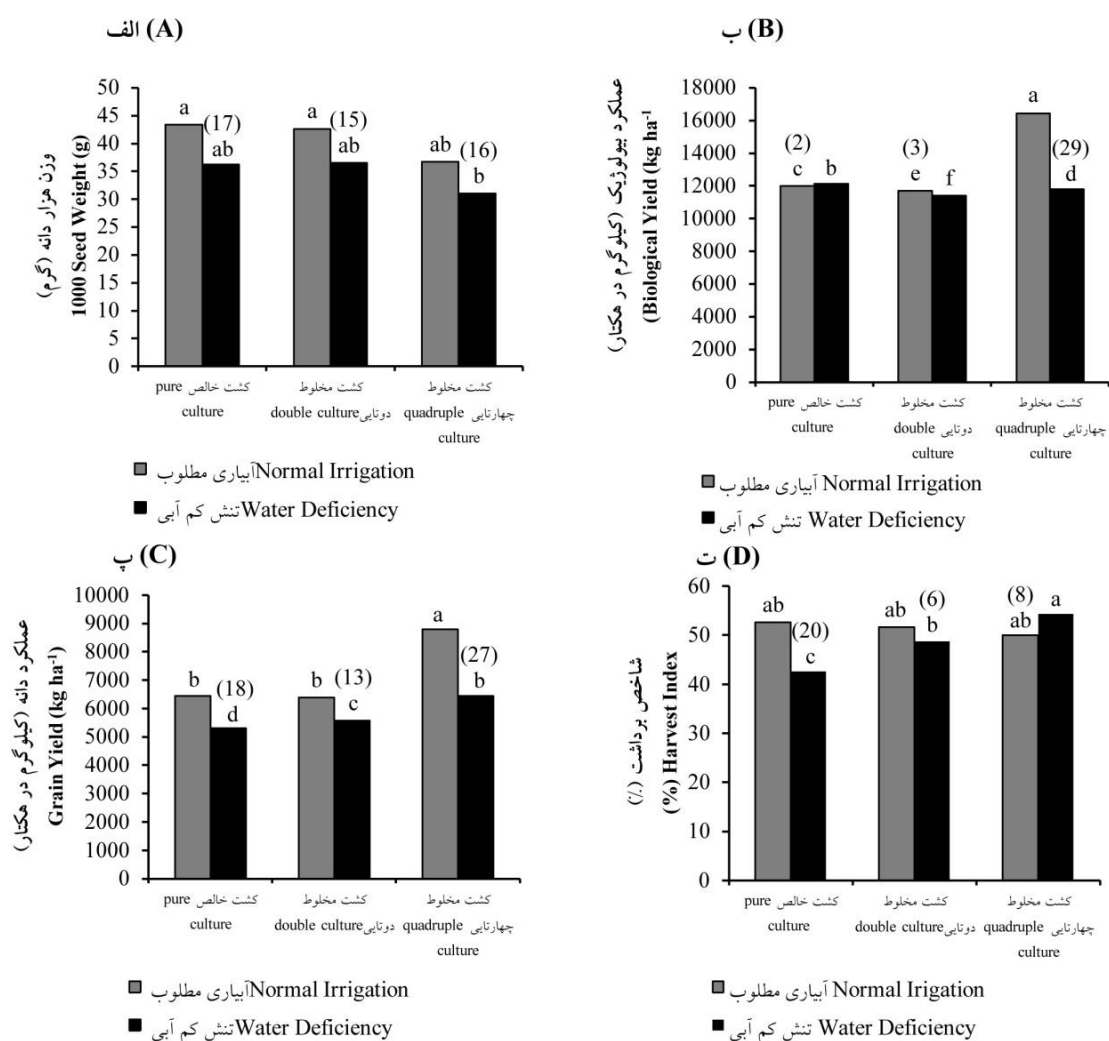 الف (A)
وزن هزار دانه (گرم)
1000 Seed Weight (g)
50
45
40
35
30
25
20
15
10
5
0
a (17) ab
a (15) ab
ab (16) b
کشت خالص pure
culture
کشت مخلوط
دوتایی double culture
کشت مخلوط
چهارتایی quadruple
culture
آبیاری مطلوب Normal Irrigation
تنش کم آبی Water Deficiency
ب (B)
عملکرد بیولوژیک (کیلوگرم در هکتار)
(Biological Yield (kg ha⁻¹)
18000
16000
14000
12000
10000
8000
6000
4000
2000
0
(2) c b
(3) e f
a (29) d
کشت خالص pure
culture
کشت مخلوط
دوتایی double
culture
کشت مخلوط
چهارتایی quadruple
culture
آبیاری مطلوب Normal Irrigation
تنش کم آبی Water Deficiency
پ (C)
عملکرد دانه (کیلوگرم در هکتار)
Grain Yield (kg ha⁻¹)
10000
9000
8000
7000
6000
5000
4000
3000
2000
1000
0
b (18) d
b (13) c
a (27) b
کشت خالص pure
culture
کشت مخلوط
دوتایی double culture
کشت مخلوط
چهارتایی quadruple
culture
آبیاری مطلوب Normal Irrigation
تنش کم آبی Water Deficiency
ت (D)
شاخص برداشت (٪)
(%) Harvest Index
60
50
40
30
20
10
0
ab (20) c
ab (6) b
(8) ab a
کشت خالص pure
culture
کشت مخلوط
دوتایی double culture
کشت مخلوط
چهارتایی quadruple
culture
آبیاری مطلوب Normal Irrigation
تنش کم آبی Water Deficiency